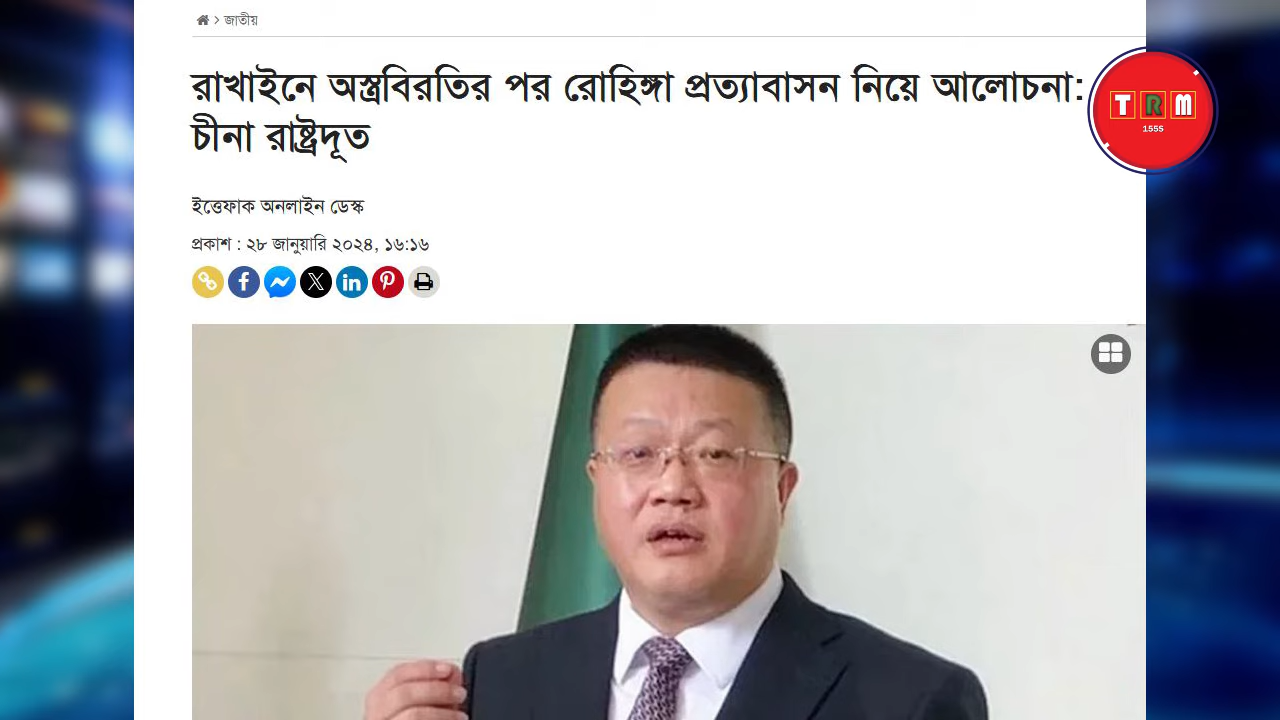 জাতীয়
রাখাইনে অস্ত্রবিরতির পর রোহিঙ্গা প্রত্যাবাসন নিয়ে আলোচনা:
চীনা রাষ্ট্রদূত
TRM
1555
ইত্তেফাক অনলাইন ডেস্ক
প্রকাশ : ২৮ জানুয়ারি ২০২৪, ১৬:১৬